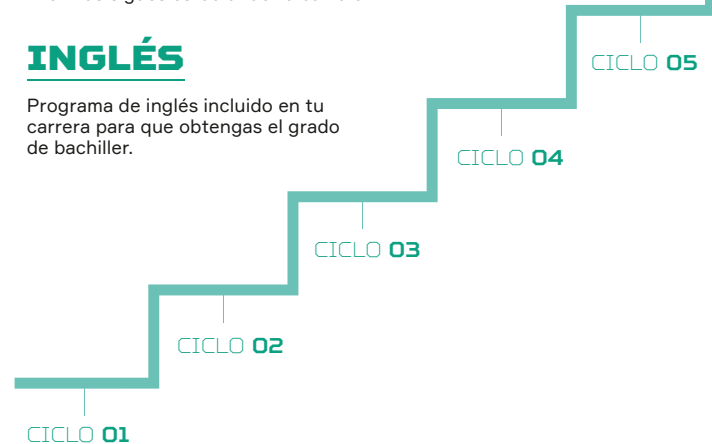 INGLÉS
Programa de inglés incluido en tu
carrera para que obtengas el grado
de bachiller.
CICLO 05
CICLO 04
CICLO 03
CICLO 02
CICLO 01